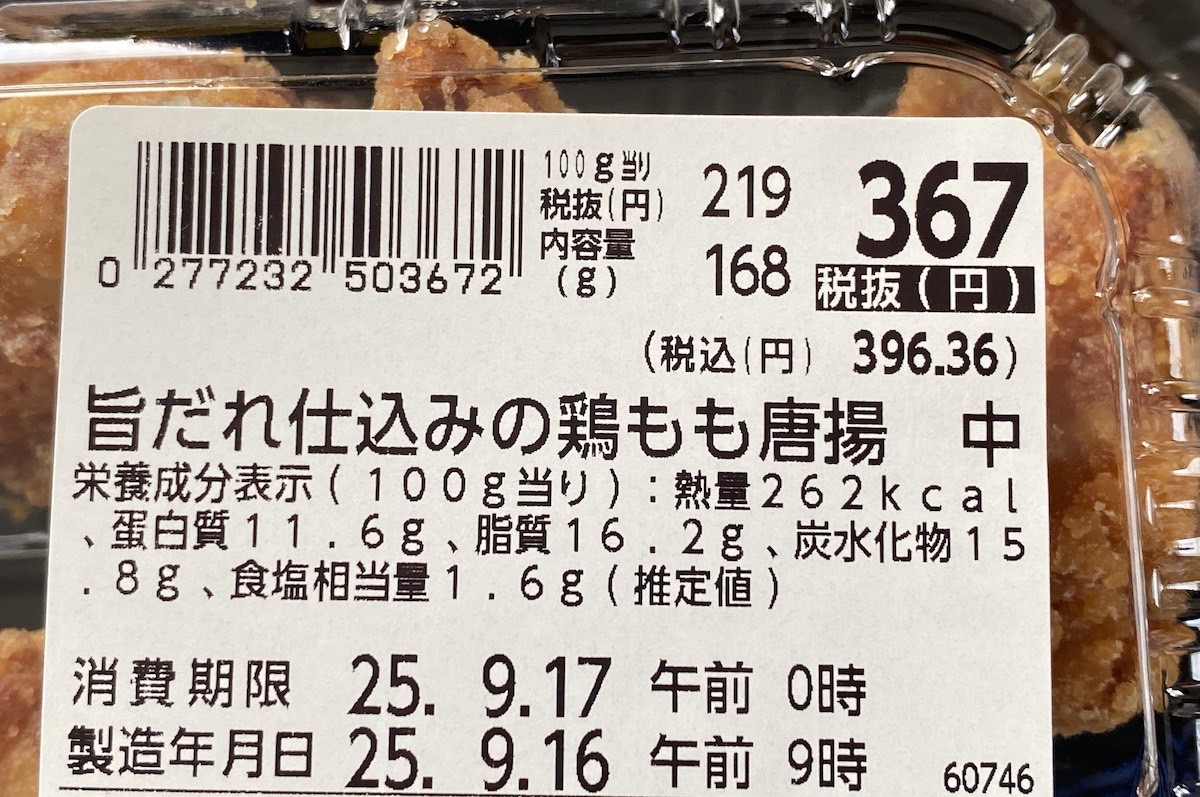 0 277232 503672
100g当り
税抜(円) 219
内容量
(g) 168
367
税抜(円)
(税込(円) 396.36)
旨だれ仕込みの鶏もも唐揚 中
栄養成分表示(100g当り):熱量262kcal
、蛋白質11.6g、脂質16.2g、炭水化物15
.8g、食塩相当量1.6g(推定値)
消費期限 25. 9.17 午前 0時
製造年月日 25. 9.16 午前 9時
60746